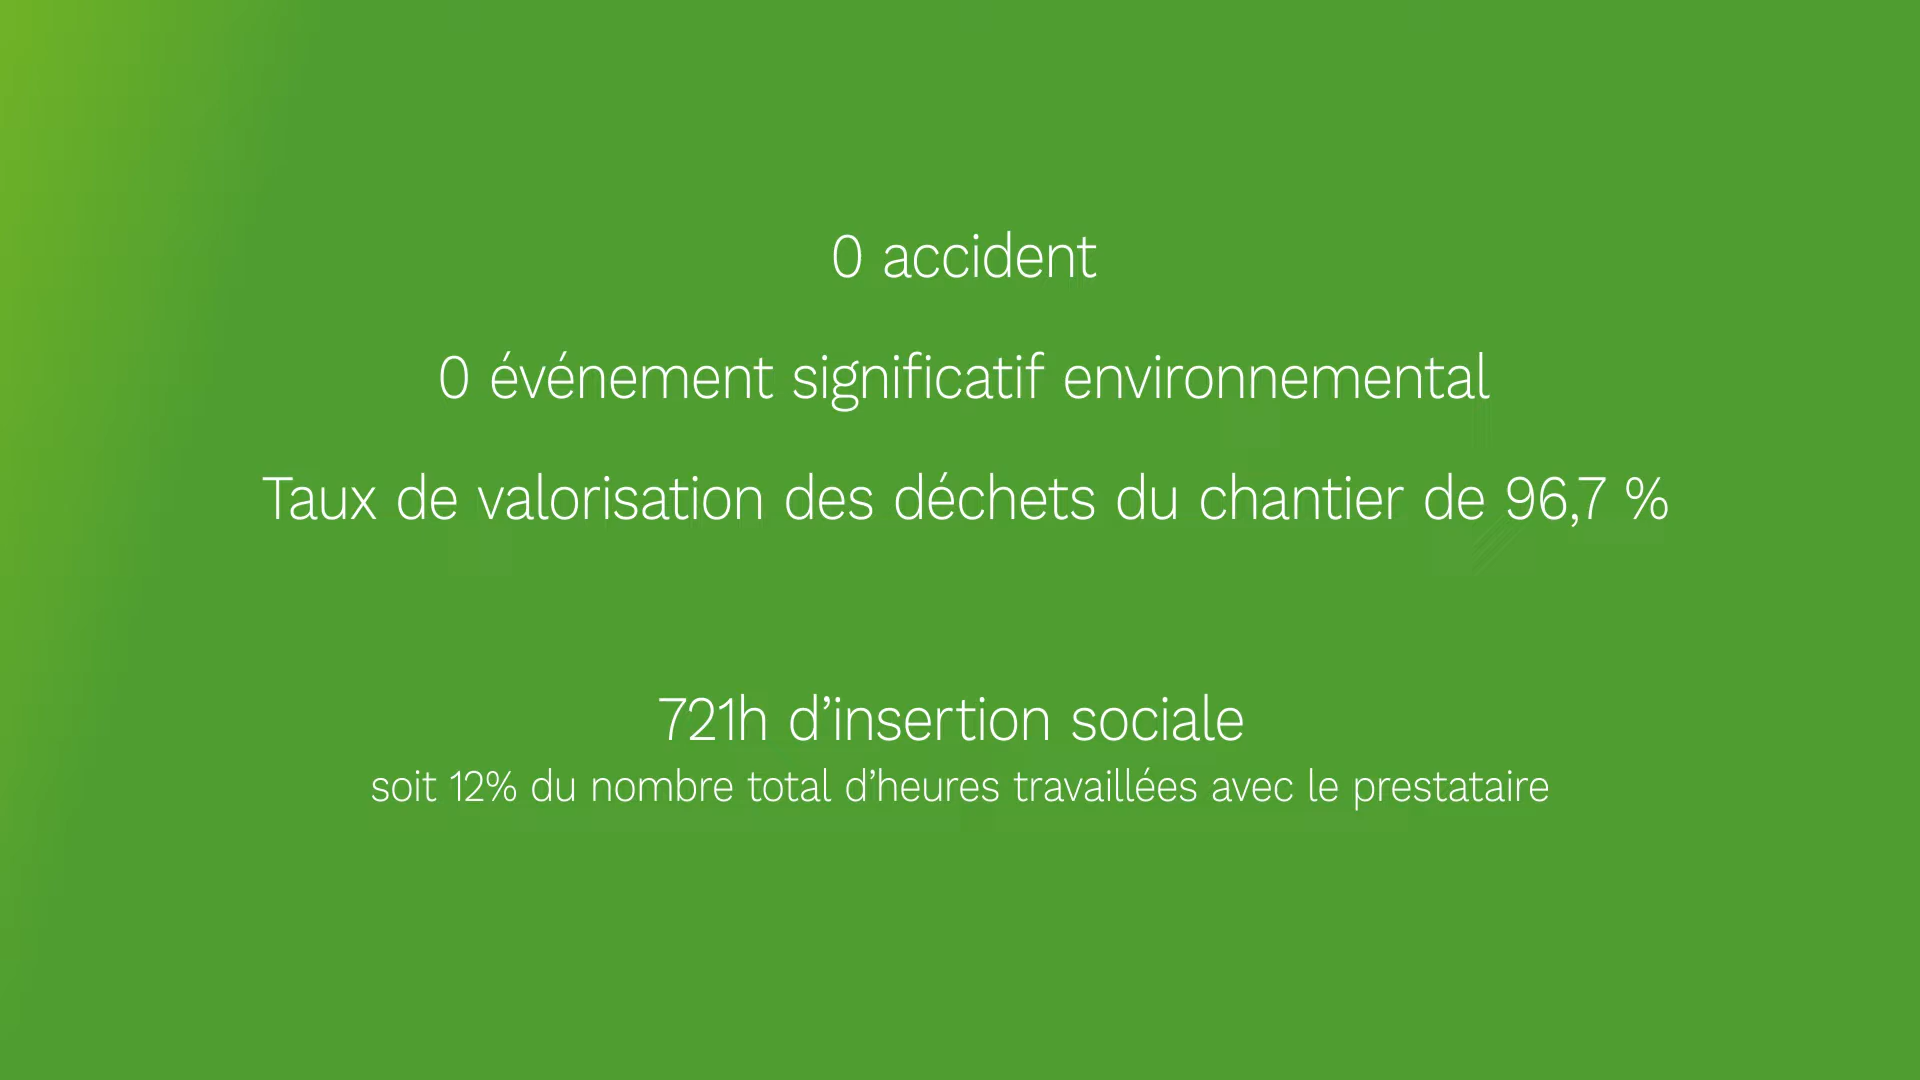 0 accident
0 événement significatif environnemental
Taux de valorisation des déchets du chantier de 96,7 %
721h d’insertion sociale
soit 12% du nombre total d’heures travaillées avec le prestataire